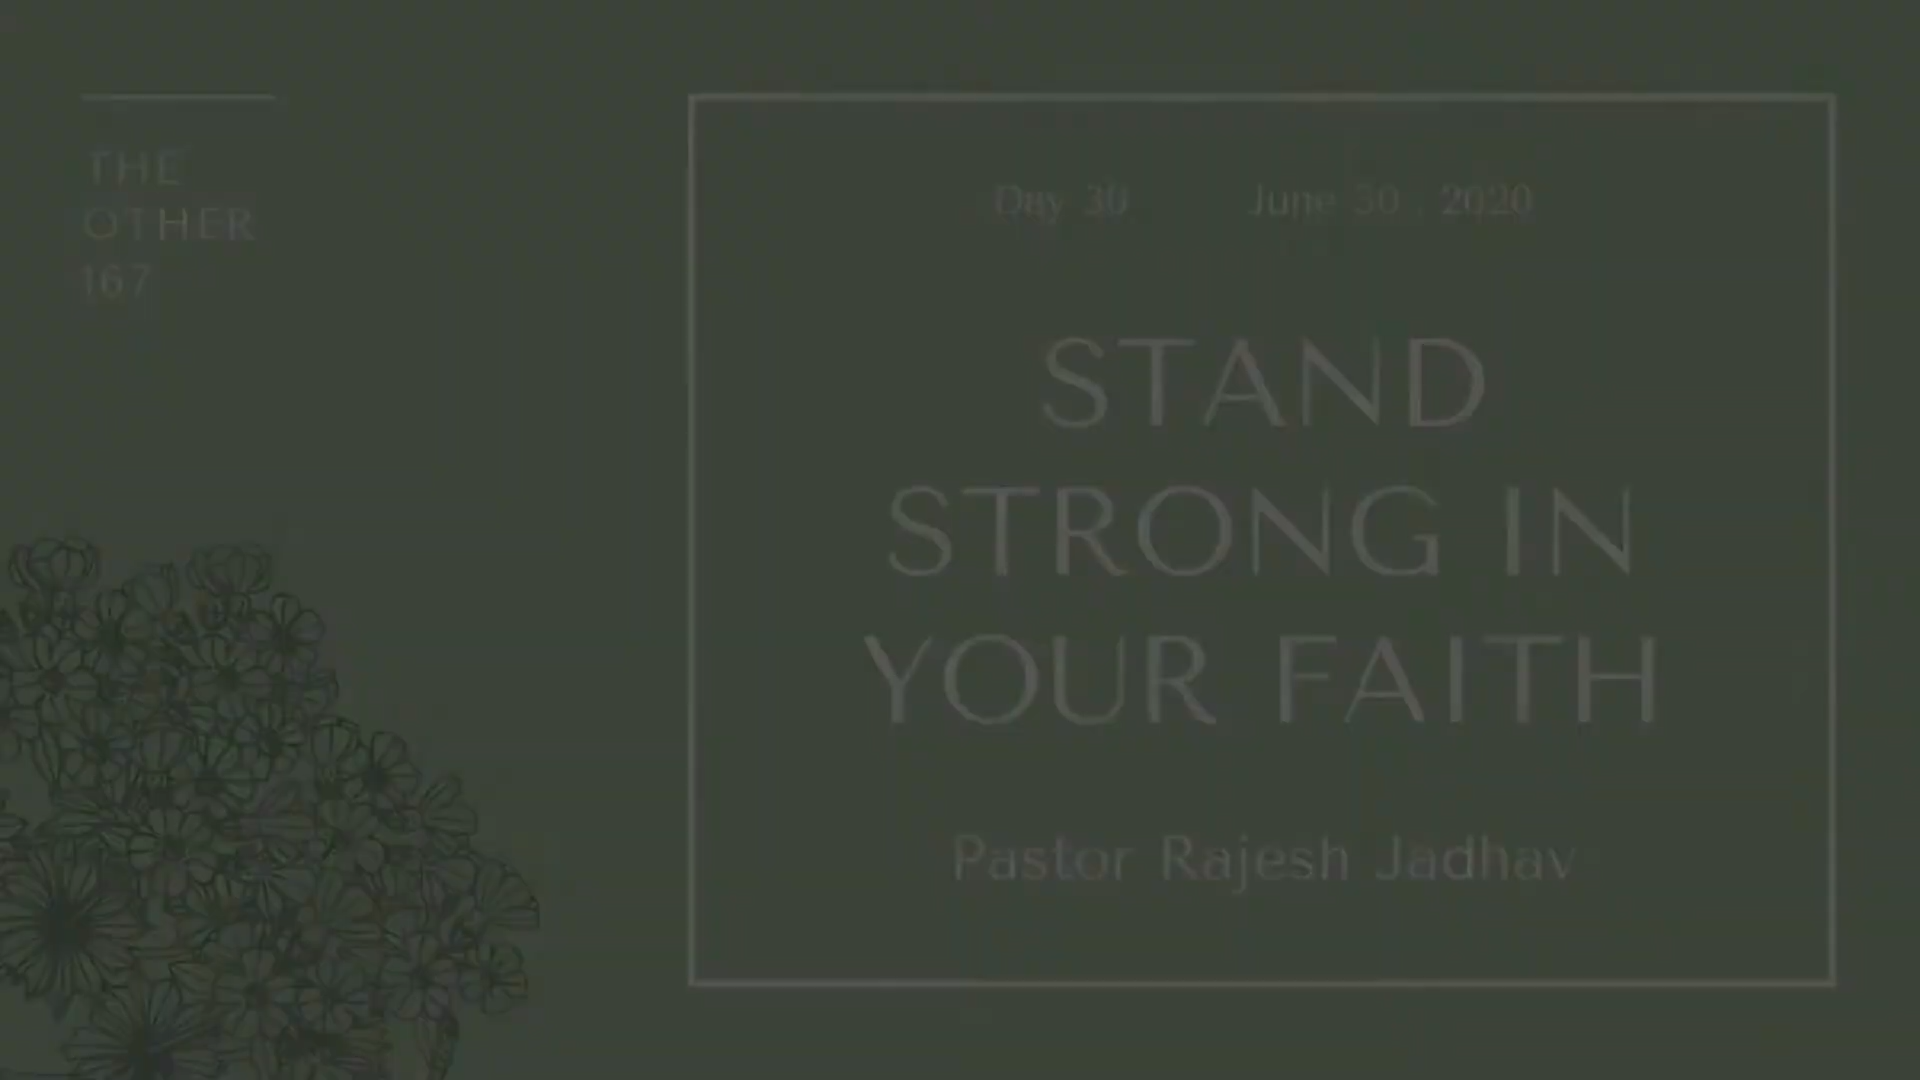 THE
OTHER
167
Day 30 June 30 , 2020
STAND
STRONG IN
YOUR FAITH
Pastor Rajesh Jadhav